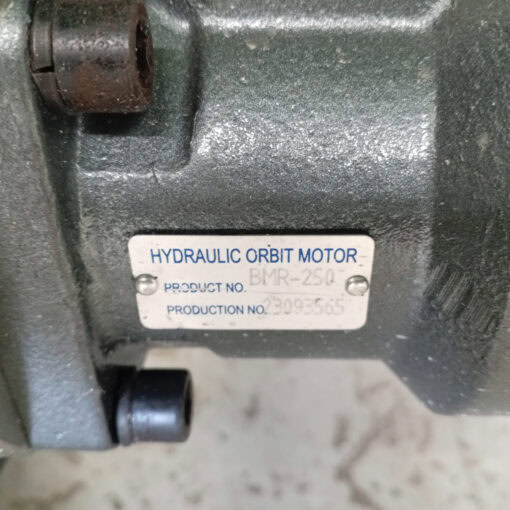 HYDRAULIC ORBIT MOTOR
PRODUCT NO. BMR-250
PRODUCTION NO. 23093565